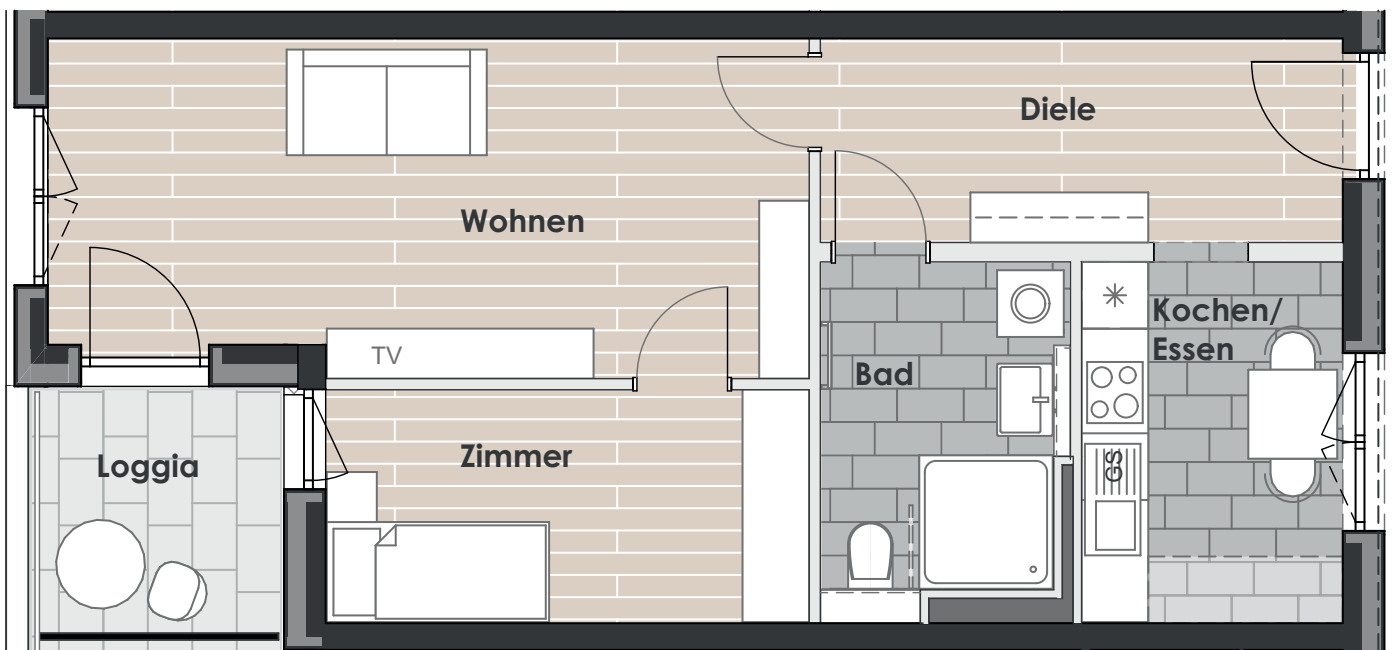 Diele
Wohnen
Kochen/
Essen
TV
Bad
Zimmer
Loggia
GS